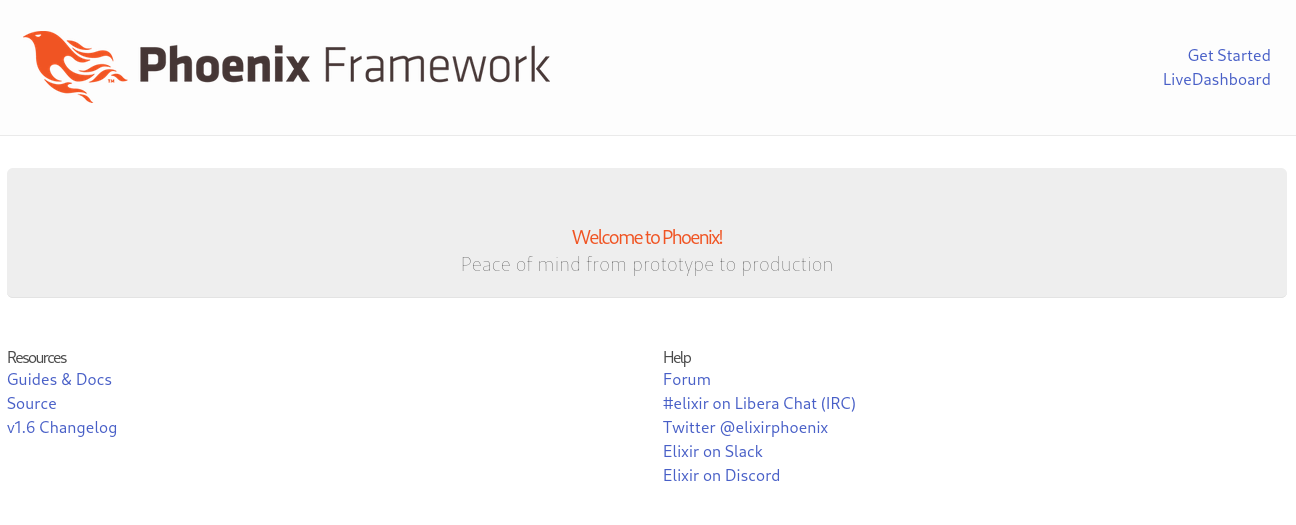 Phoenix Framework
TM
Get Started
LiveDashboard
Welcome to Phoenix!
Peace of mind from prototype to production
Resources
Guides & Docs
Source
v1.6 Changelog
Help
Forum
#elixir on Libera Chat (IRC)
Twitter @elixirphoenix
Elixir on Slack
Elixir on Discord